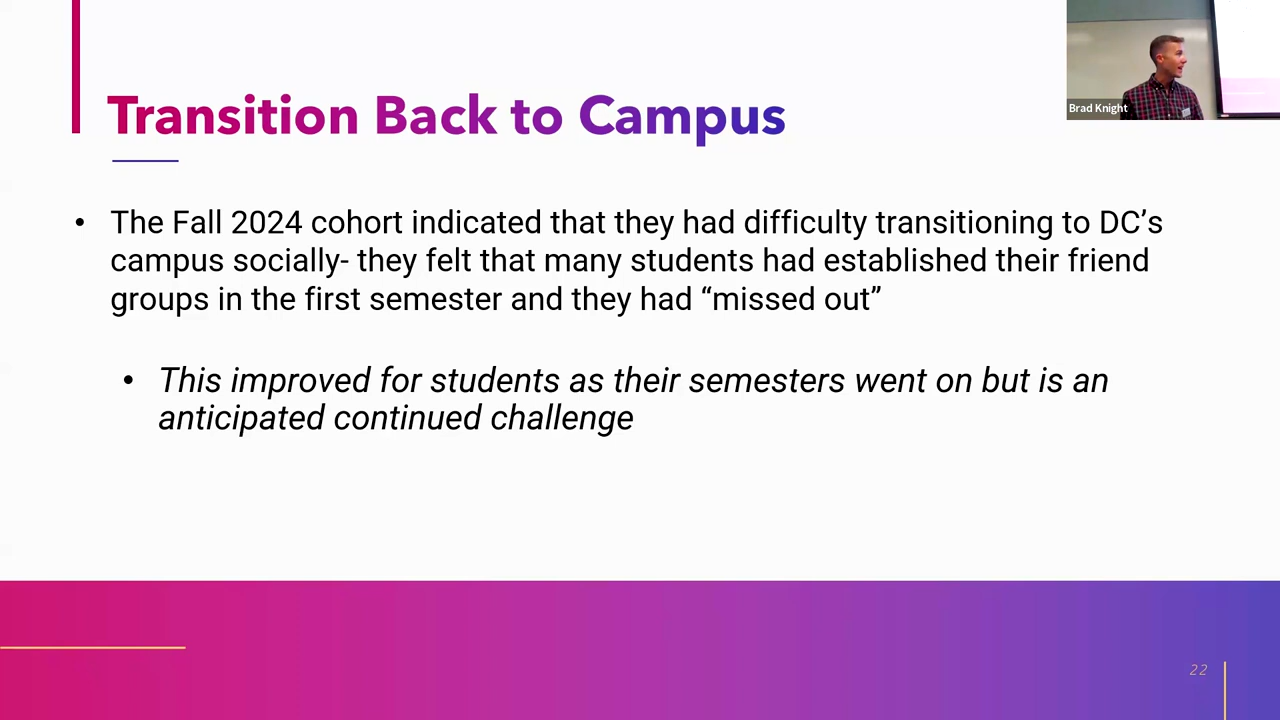 Transition Back to Campus
Brad Knight
• The Fall 2024 cohort indicated that they had difficulty transitioning to DC’s
campus socially- they felt that many students had established their friend
groups in the first semester and they had “missed out”
• This improved for students as their semesters went on but is an
anticipated continued challenge
22